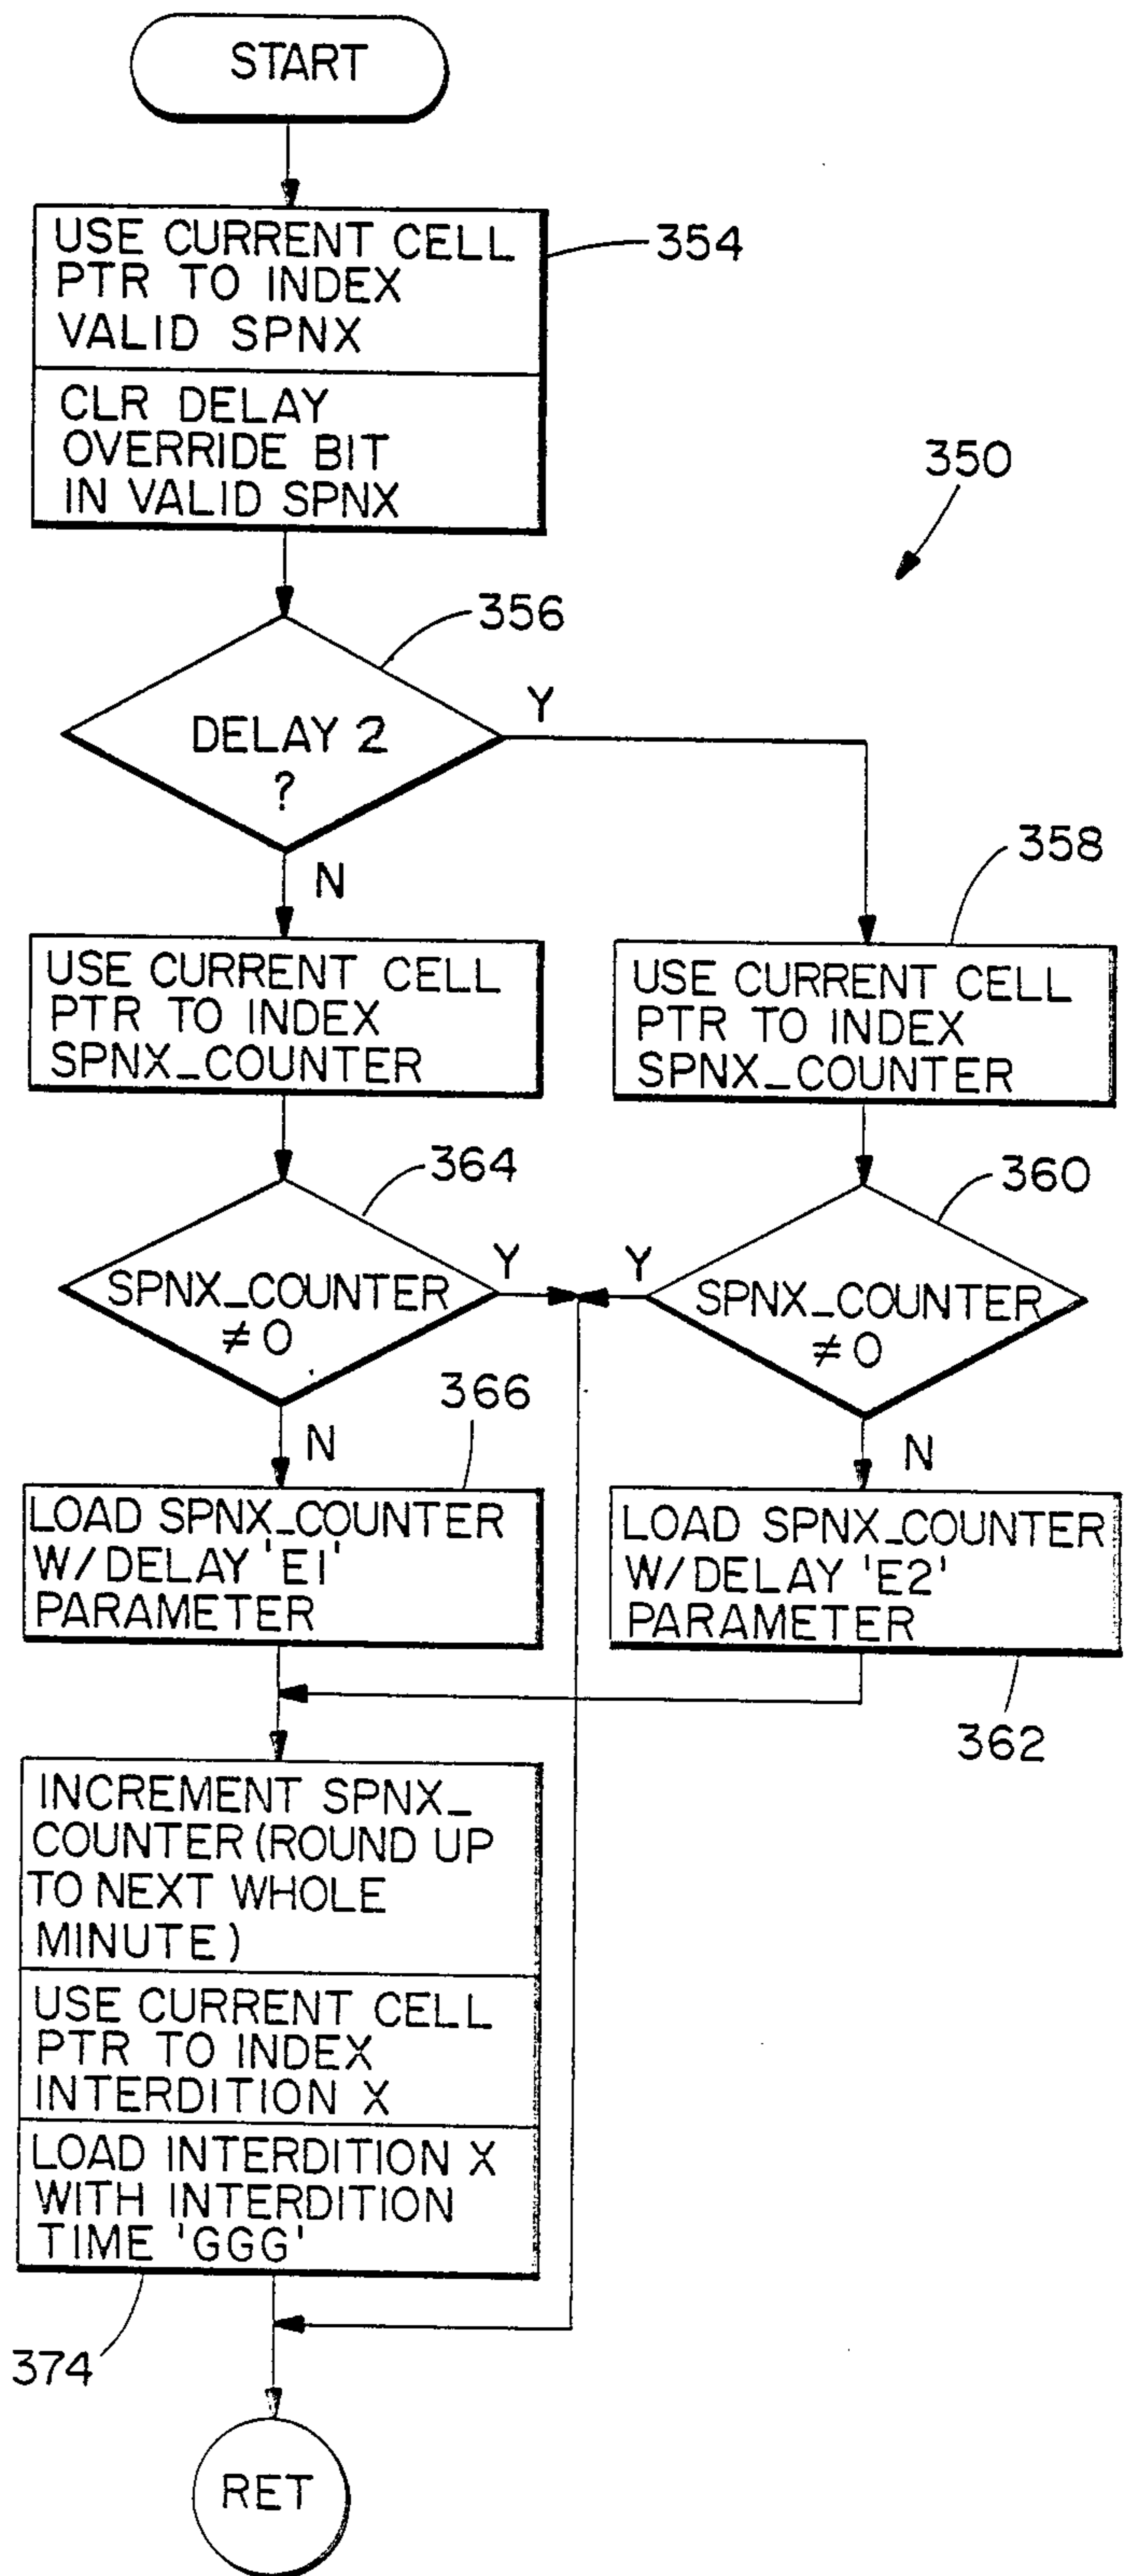 START
USE CURRENT CELL
PTR TO INDEX
VALID SPNX
354
CLR DELAY
OVERRIDE BIT
IN VALID SPNX
350
356
DELAY 2
?
Y
N
358
USE CURRENT CELL
PTR TO INDEX
SPNX_COUNTER
USE CURRENT CELL
PTR TO INDEX
SPNX_COUNTER
364
360
SPNX_COUNTER
≠0
Y
Y
SPNX_COUNTER
≠0
366
N
N
LOAD SPNX_COUNTER
W/DELAY 'E1'
PARAMETER
LOAD SPNX_COUNTER
W/DELAY 'E2'
PARAMETER
362
INCREMENT SPNX_
COUNTER (ROUND UP
TO NEXT WHOLE
MINUTE)
USE CURRENT CELL
PTR TO INDEX
INTERDITION X
LOAD INTERDITION X
WITH INTERDITION
TIME 'GGG'
374
RET